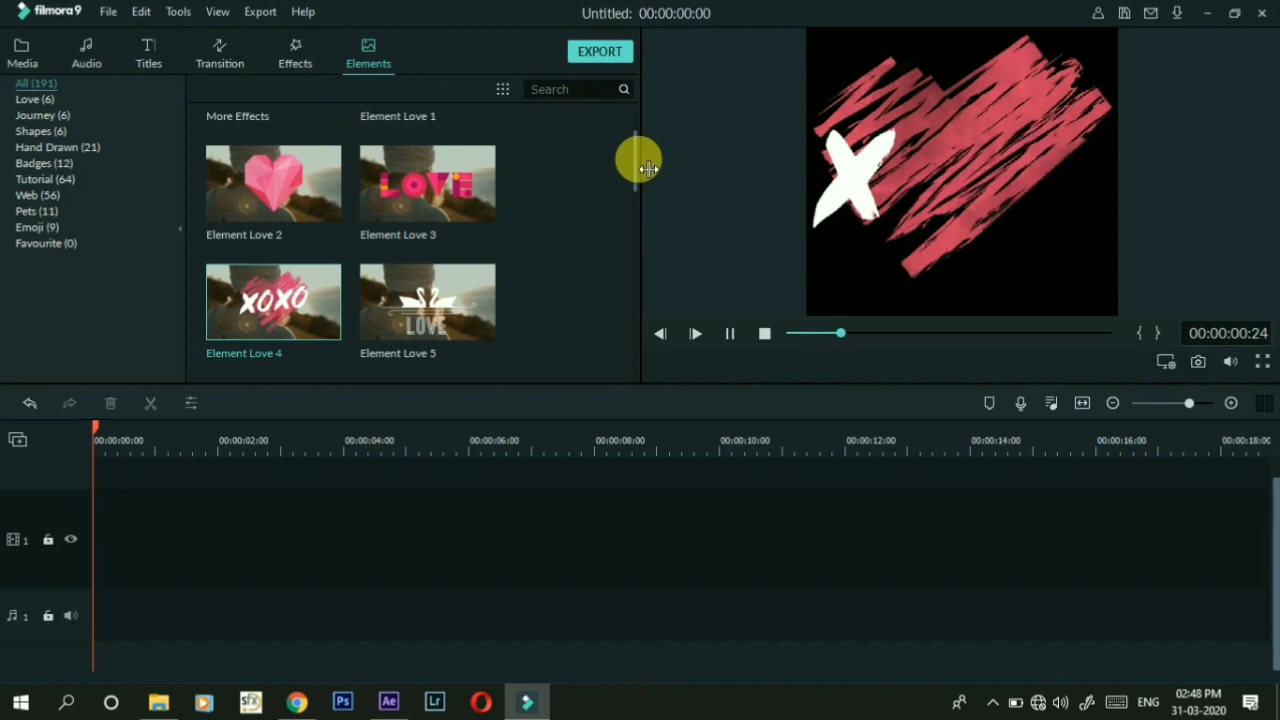 filmora9 File Edit Tools View Export Help Untitled: 00:00:00:00
Media Audio Titles Transition Effects Elements EXPORT
All (191)
Love (6)
Journey (6)
Shapes (6)
Hand Drawn (21)
Badges (12)
Tutorial (64)
Web (56)
Pets (11)
Emoji (9)
Favourite (0)
Search
More Effects Element Love 1
LOVE
Element Love 2 Element Love 3
XOXO LOVE
Element Love 4 Element Love 5
X
{ } 00:00:00:24
00:00:00:00 00:00:02:00 00:00:04:00 00:00:06:00 00:00:08:00 00:00:10:00 00:00:12:00 00:00:14:00 00:00:16:00 00:00:18:00
1
1
sfx Ps Ae Lr ENG 02:48 PM
31-03-2020